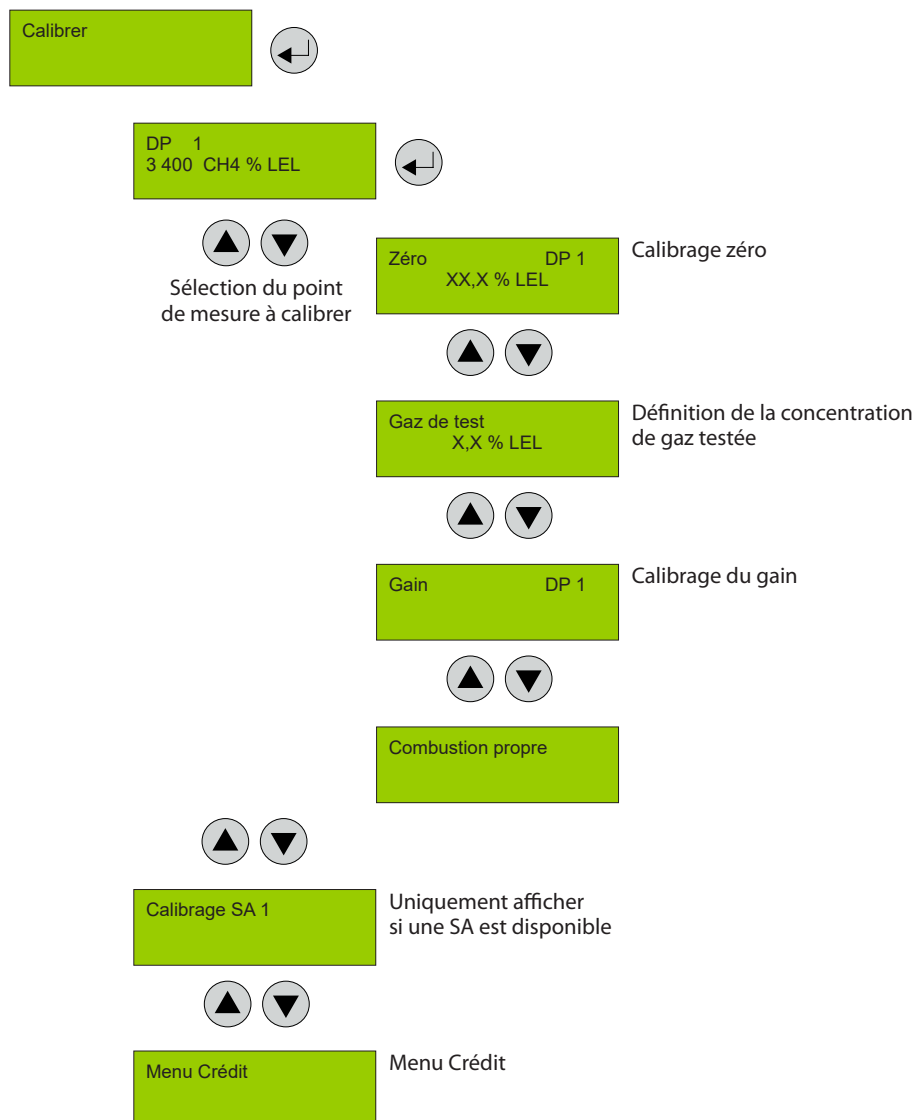 Calibrer
DP 1
3 400 CH4 % LEL
Sélection du point
de mesure à calibrer
Zéro DP 1
XX,X % LEL
Calibrage zéro
Gaz de test
X,X % LEL
Définition de la concentration
de gaz testée
Gain DP 1
Calibrage du gain
Combustion propre
Calibrage SA 1
Uniquement afficher
si une SA est disponible
Menu Crédit
Menu Crédit